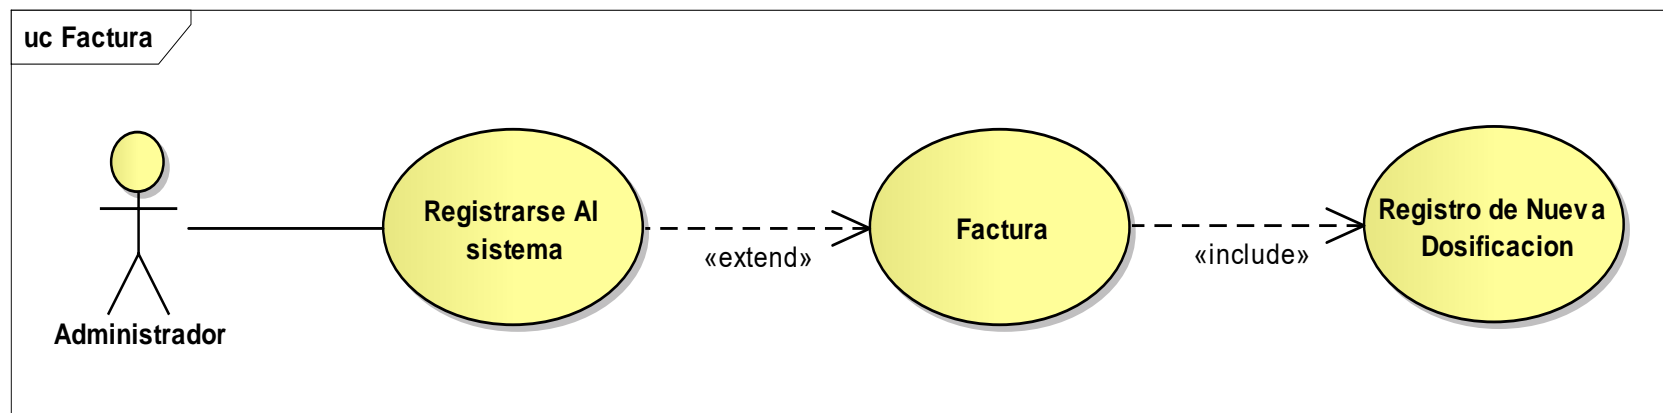 uc Factura
Registrarse Al
sistema
«extend»
Factura
«include»
Registro de Nueva
Dosificacion
Administrador